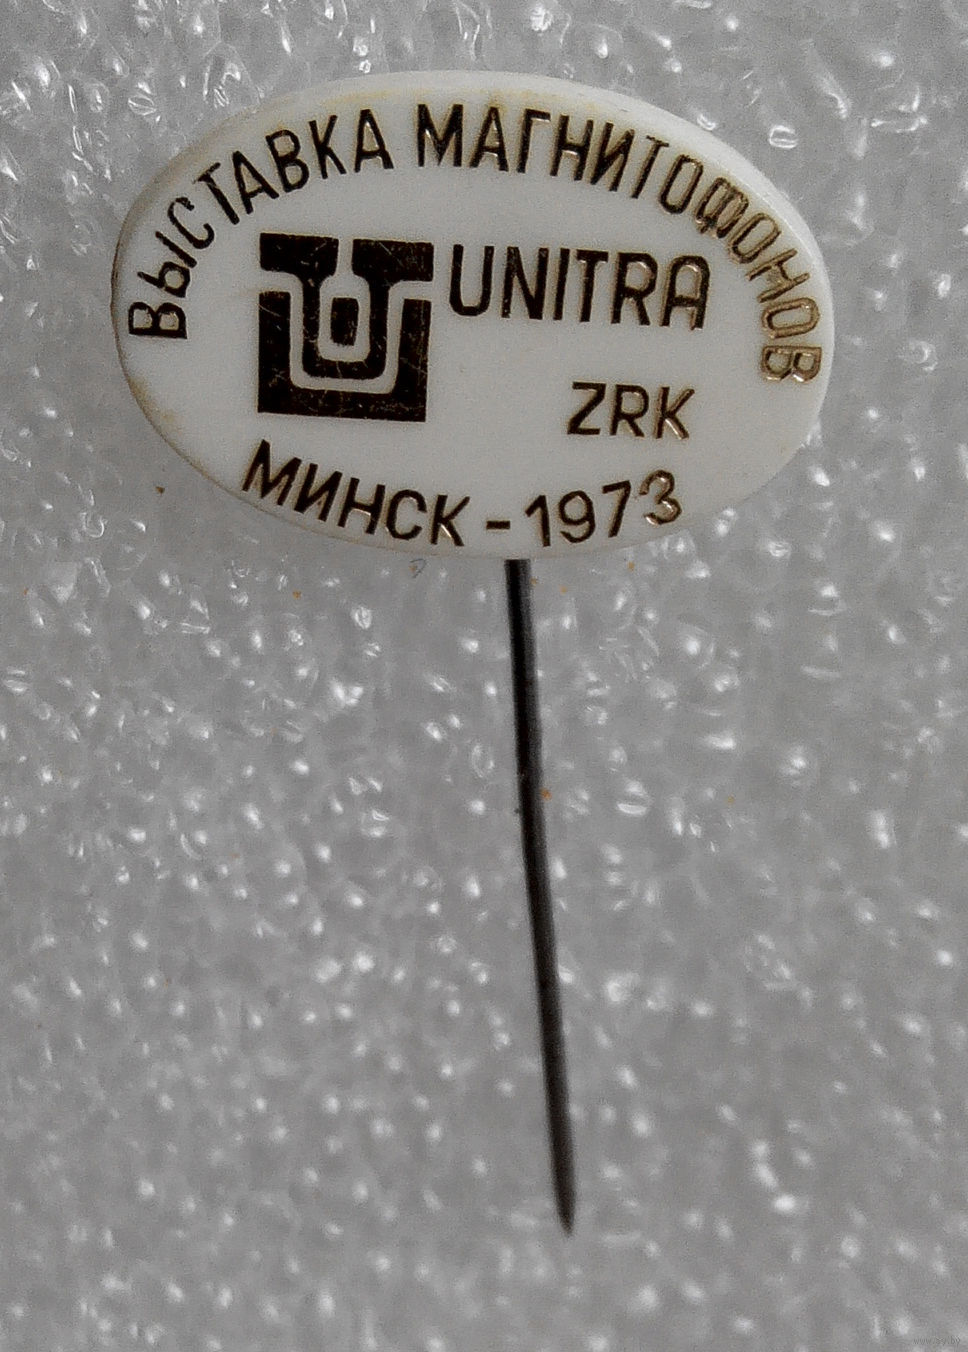 ВЫСТАВКА МАГНИТОФОНОВ
UNITRA
ZRK
МИНСК - 1973